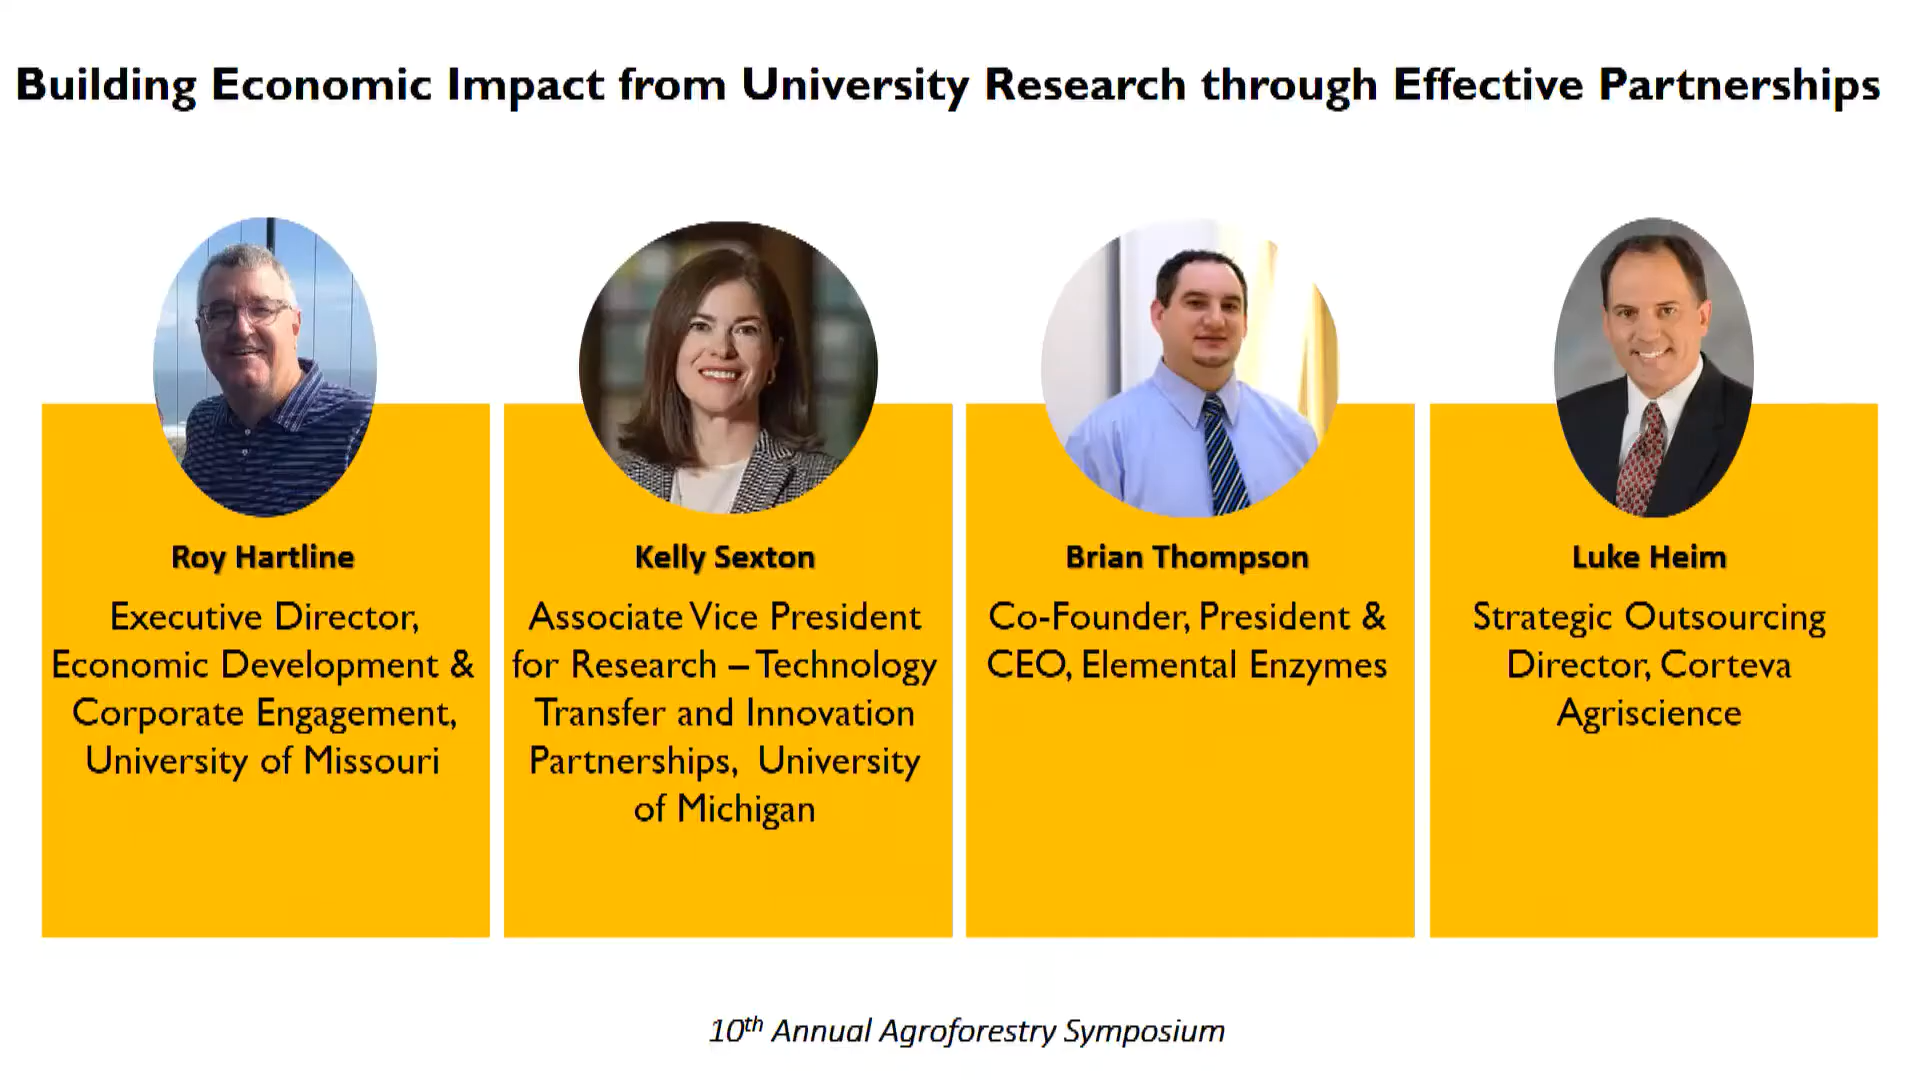 Building Economic Impact from University Research through Effective Partnerships
Roy Hartline
Executive Director,
Economic Development &
Corporate Engagement,
University of Missouri
Kelly Sexton
Associate Vice President
for Research – Technology
Transfer and Innovation
Partnerships, University
of Michigan
Brian Thompson
Co-Founder, President &
CEO, Elemental Enzymes
Luke Heim
Strategic Outsourcing
Director, Corteva
Agriscience
10th Annual Agroforestry Symposium